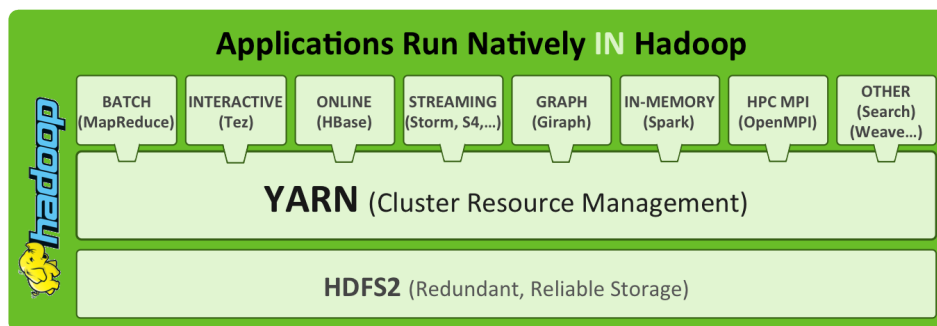 Applications Run Natively IN Hadoop
BATCH
(MapReduce)
INTERACTIVE
(Tez)
ONLINE
(HBase)
STREAMING
(Storm, S4,...)
GRAPH
(Giraph)
IN-MEMORY
(Spark)
HPC MPI
(OpenMPI)
OTHER
(Search)
(Weave...)
hadoop
YARN (Cluster Resource Management)
HDFS2 (Redundant, Reliable Storage)